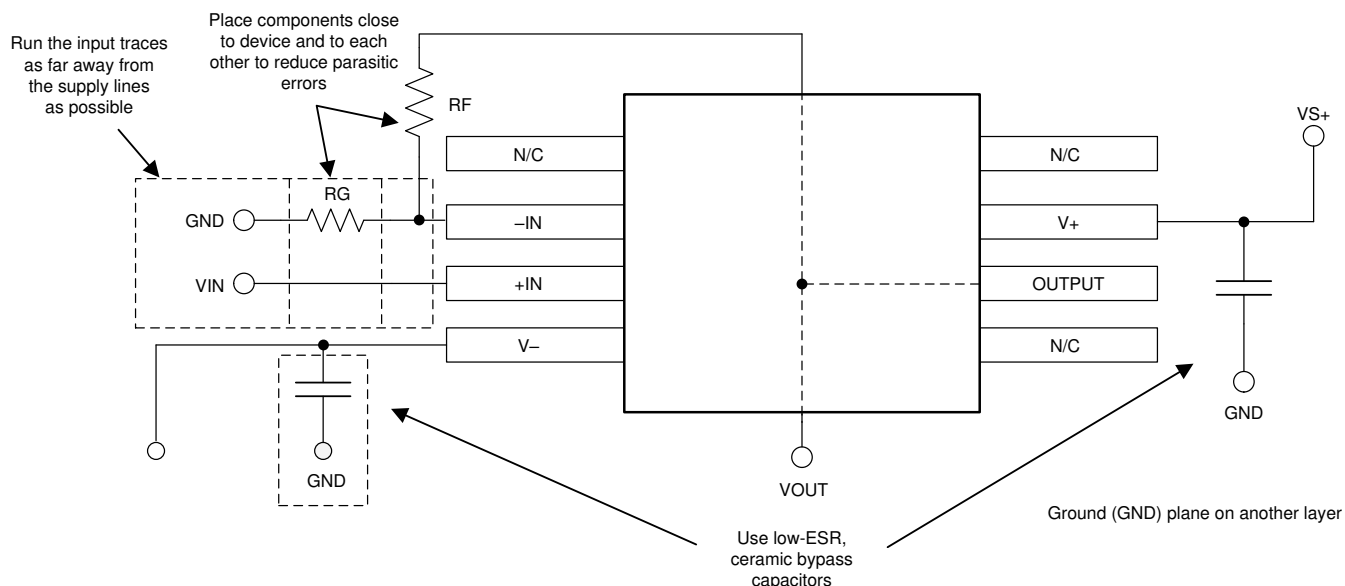 Place components close
to device and to each
other to reduce parasitic
errors
Run the input traces
as far away from
the supply lines
as possible
RF
VS+
N/C
N/C
RG
GND
–IN
V+
VIN
+IN
OUTPUT
V–
N/C
GND
GND
VOUT
Ground (GND) plane on another layer
Use low-ESR,
ceramic bypass
capacitors